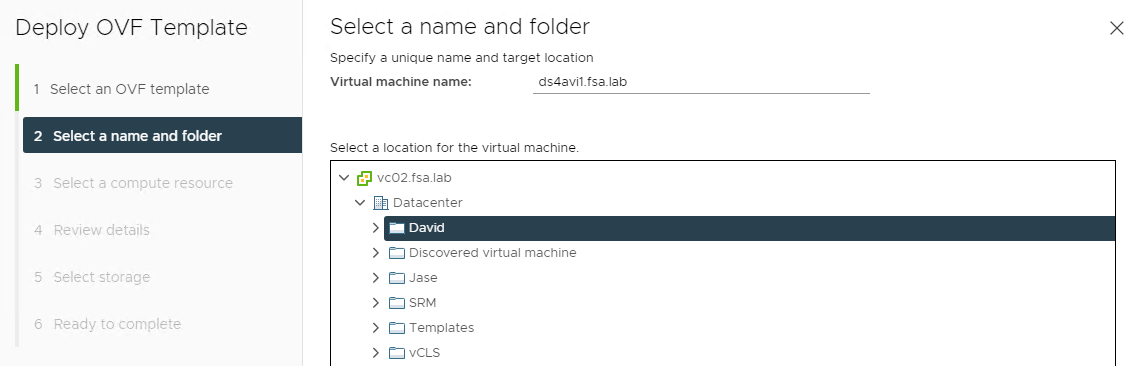 Deploy OVF Template
1 Select an OVF template
2 Select a name and folder
3 Select a compute resource
4 Review details
5 Select storage
6 Ready to complete
Select a name and folder
Specify a unique name and target location
Virtual machine name: ds4avi1.fsa.lab
Select a location for the virtual machine.
vc02.fsa.lab
Datacenter
David
Discovered virtual machine
Jase
SRM
Templates
vCLS